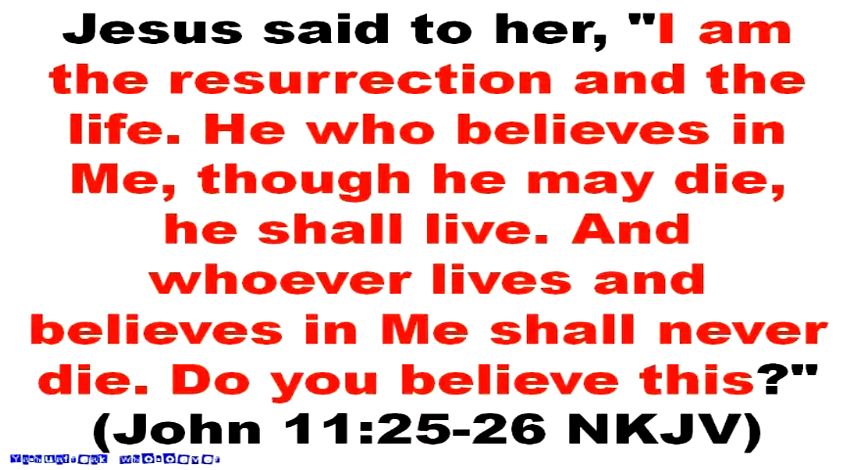 Jesus said to her, "I am
the resurrection and the
life. He who believes in
Me, though he may die,
he shall live. And
whoever lives and
believes in Me shall never
die. Do you believe this?"
(John 11:25-26 NKJV)